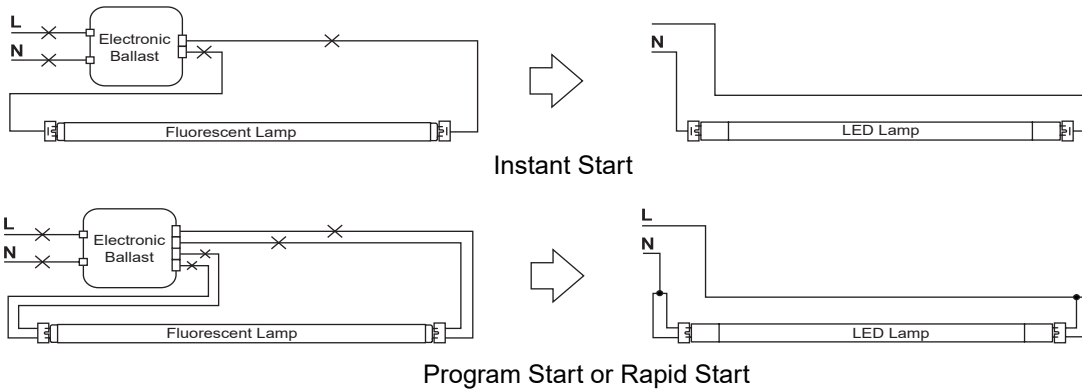 L
N
Electronic
Ballast
Fluorescent Lamp
N
LED Lamp
Instant Start
L
N
Electronic
Ballast
Fluorescent Lamp
L
N
LED Lamp
Program Start or Rapid Start